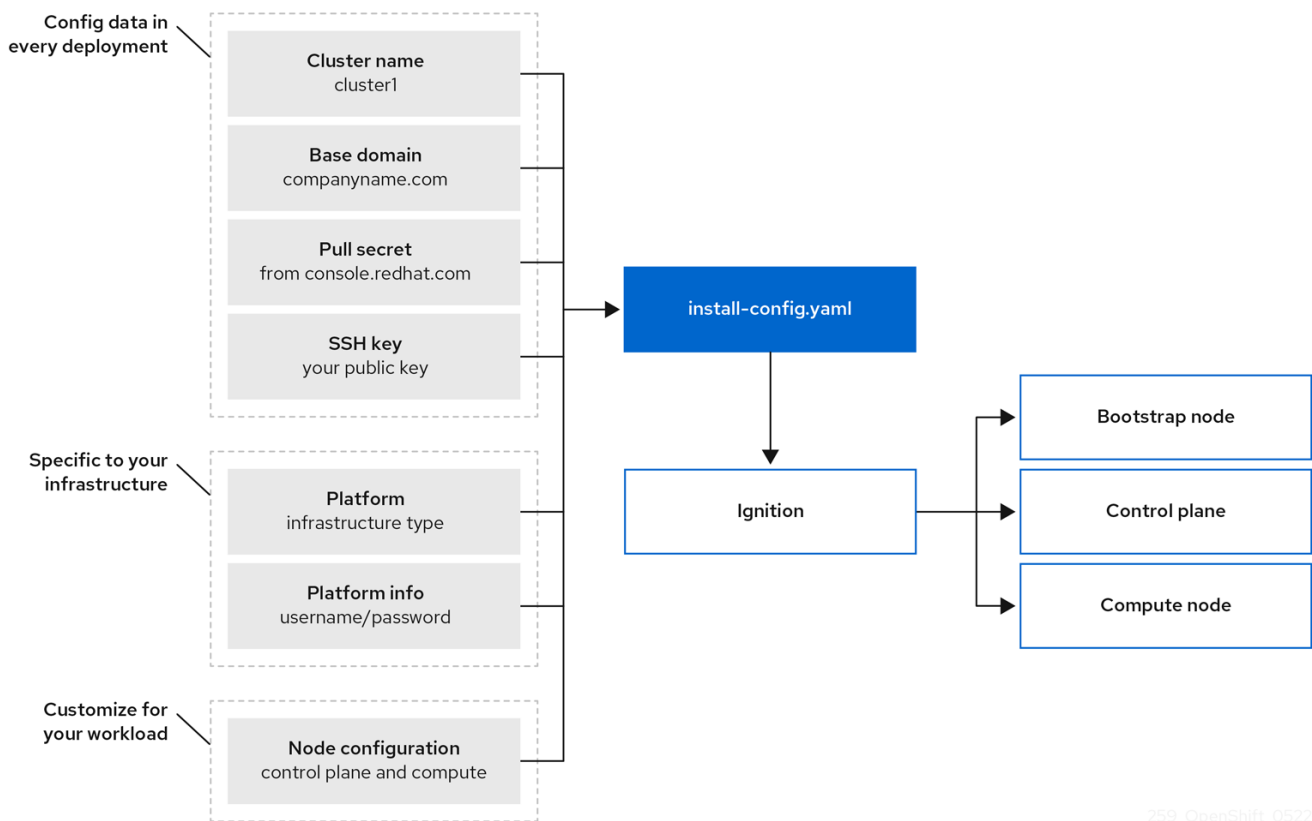 Config data in
every deployment
Cluster name
cluster1
Base domain
companyname.com
Pull secret
from console.redhat.com
SSH key
your public key
Specific to your
infrastructure
Platform
infrastructure type
Platform info
username/password
Customize for
your workload
Node configuration
control plane and compute
install-config.yaml
Ignition
Bootstrap node
Control plane
Compute node
259_OpenShift_0522